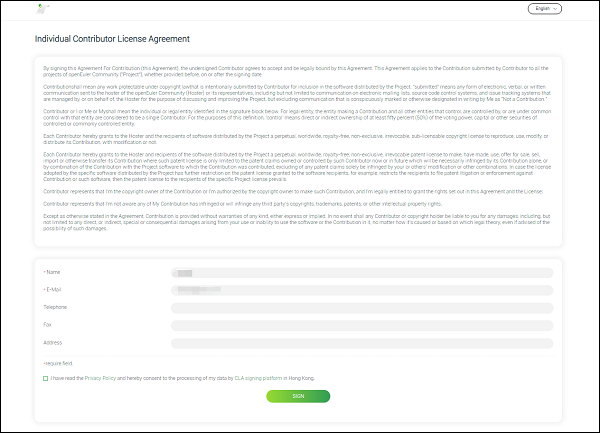 English
Individual Contributor License Agreement
By signing this Agreement For Contribution (this Agreement), the undersigned Contributor agrees to accept and be legally bound by this Agreement. This Agreement applies to the Contribution submitted by Contributor to all the
projects of openEuler Community ("Project"), whether provided before, on or after the signing date.
Contributionshall mean any work protectable under copyright lawthat is intentionally submitted by Contributor for inclusion in the software distributed by the Project. "submitted" means any form of electronic, verbal, or written
communication sent to the Hoster of the openEuler Community (Hoster) or its representatives, including but not limited to communication on electronic mailing lists, source code control systems, and issue tracking systems that
are managed by, or on behalf of, the Hoster for the purpose of discussing and improving the Project, but excluding communication that is conspicuously marked or otherwise designated in writing by Me as "Not a Contribution."
Contributor or I or Me or Myshall mean the individual or legal entity identified in the signature block below. For legal entity, the entity making a Contribution and all other entities that control, are controlled by, or are under common
control with that entity are considered to be a single Contributor. For the purposes of this definition, 'control' means direct or indirect ownership of at least fifty percent (50%) of the voting power, capital or other securities of
controlled or commonly controlled entity.
Each Contributor hereby grants to the Hoster and the recipients of software distributed by the Project a perpetual, worldwide, royalty-free, non-exclusive, irrevocable, sub-licensable copyright license to reproduce, use, modify, or
distribute its Contribution, with modification or not.
Each Contributor hereby grants to the Hoster and recipients of software distributed by the Project a perpetual, worldwide, royalty-free, non-exclusive, irrevocable patent license to make, have made, use, offer for sale, sell,
import or otherwise transfer its Contribution where such patent license is only limited to the patent claims owned or controlled by such Contributor now or in future which will be necessarily infringed by its Contribution alone, or
by combination of the Contribution with the Project software to which the Contribution was contributed, excluding of any patent claims solely be infringed by your or others' modification or other combinations. In case the license
adopted by the specific software distributed by the Project has further restriction on the patent license granted to the software recipients, for example, restricts the recipients to file patent litigation or enforcement against
Contribution or such software, then the patent license to the recipients of the specific Project license prevails.
Contributor represents that I'm the copyright owner of the Contribution or I'm authorized by the copyright owner to make such Contribution, and I'm legally entitled to grant the rights set out in this Agreement and the License;
Contributor represents that I'm not aware any of My Contribution has infringed or will infringe any third party's copyrights, trademarks, patents, or other intellectual property rights.
Except as otherwise stated in the Agreement, Contribution is provided without warranties of any kind, either express or implied. In no event shall any Contributor or copyright holder be liable to you for any damages, including, but
not limited to any direct, or indirect, special or consequential damages arising from your use or inability to use the software or the Contribution in it, no matter how it's caused or based on which legal theory, even if advised of the
possibility of such damages.
* Name
* E-Mail
Telephone
Fax
Address
*require field.
I have read the Privacy Policy and hereby consent to the processing of my data by CLA signing platform in Hong Kong.
SIGN